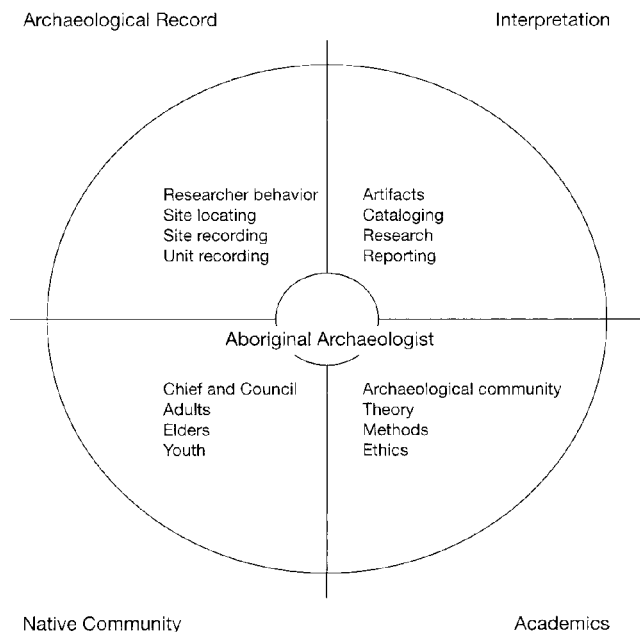 Archaeological Record
Interpretation
Researcher behavior
Site locating
Site recording
Unit recording
Artifacts
Cataloging
Research
Reporting
Aboriginal Archaeologist
Chief and Council
Adults
Elders
Youth
Archaeological community
Theory
Methods
Ethics
Native Community
Academics